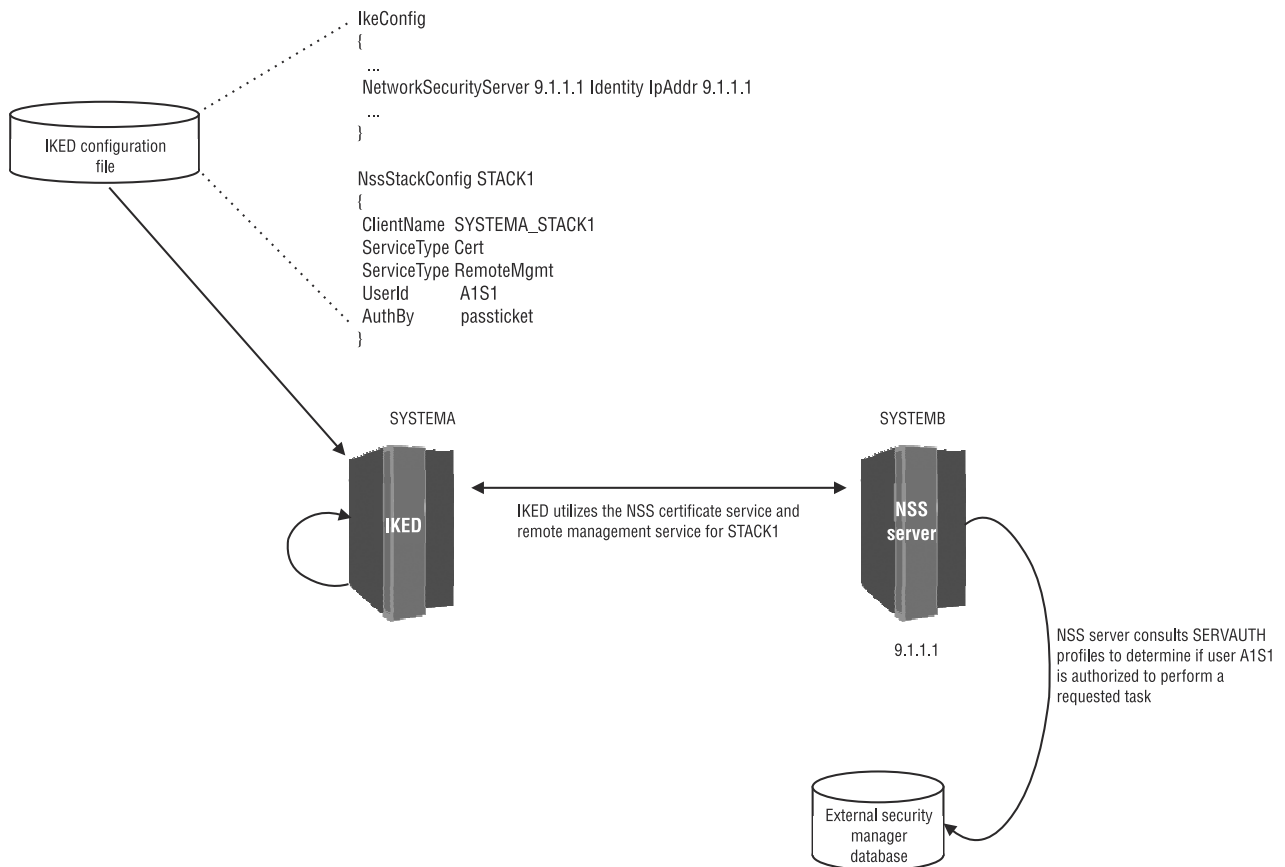 IkeConfig
{
...
NetworkSecurityServer 9.1.1.1 Identity IpAddr 9.1.1.1
...
}
IKED configuration
file
NssStackConfig STACK1
{
ClientName SYSTEMA_STACK1
ServiceType Cert
ServiceType RemoteMgmt
UserId A1S1
AuthBy passticket
}
SYSTEMA
SYSTEMB
IKED
IKED utilizes the NSS certificate service and
remote management service for STACK1
NSS
server
9.1.1.1
NSS server consults SERVAUTH
profiles to determine if user A1S1
is authorized to perform a
requested task
External security
manager
database